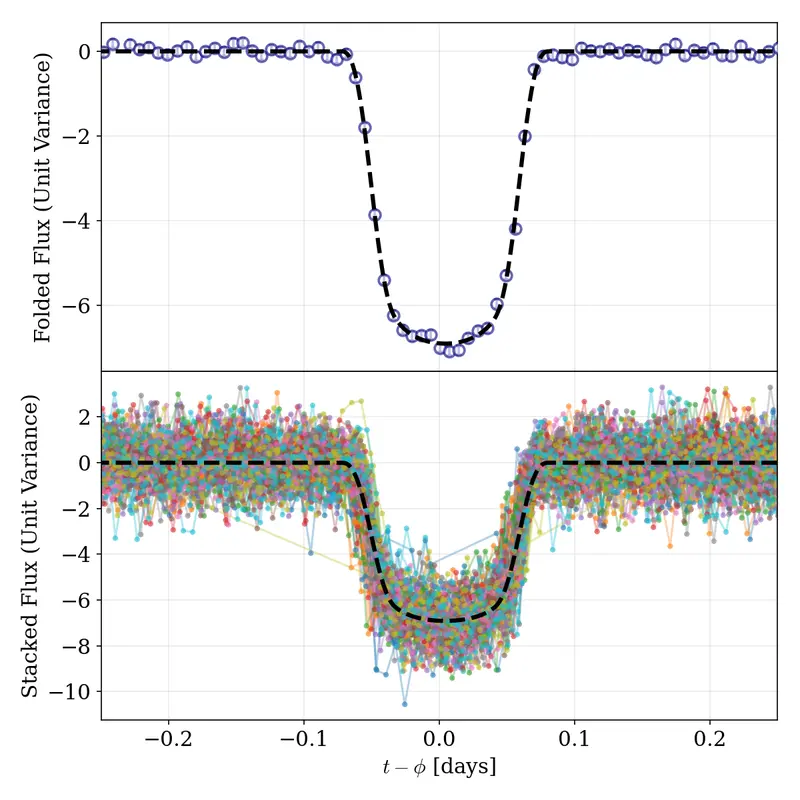 Folded Flux (Unit Variance)
0
−2
−4
−6
Stacked Flux (Unit Variance)
2
0
−2
−4
−6
−8
−10
−0.2 −0.1 0.0 0.1 0.2
t − ϕ [days]